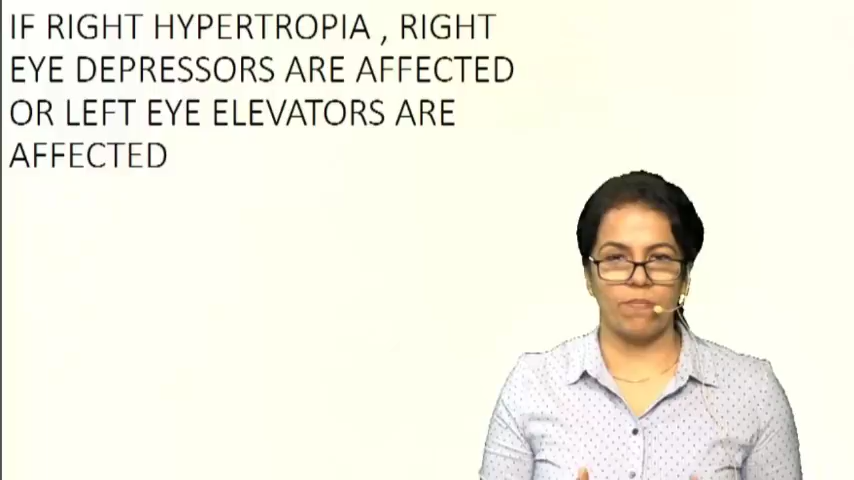 IF RIGHT HYPERTROPIA , RIGHT
EYE DEPRESSORS ARE AFFECTED
OR LEFT EYE ELEVATORS ARE
AFFECTED